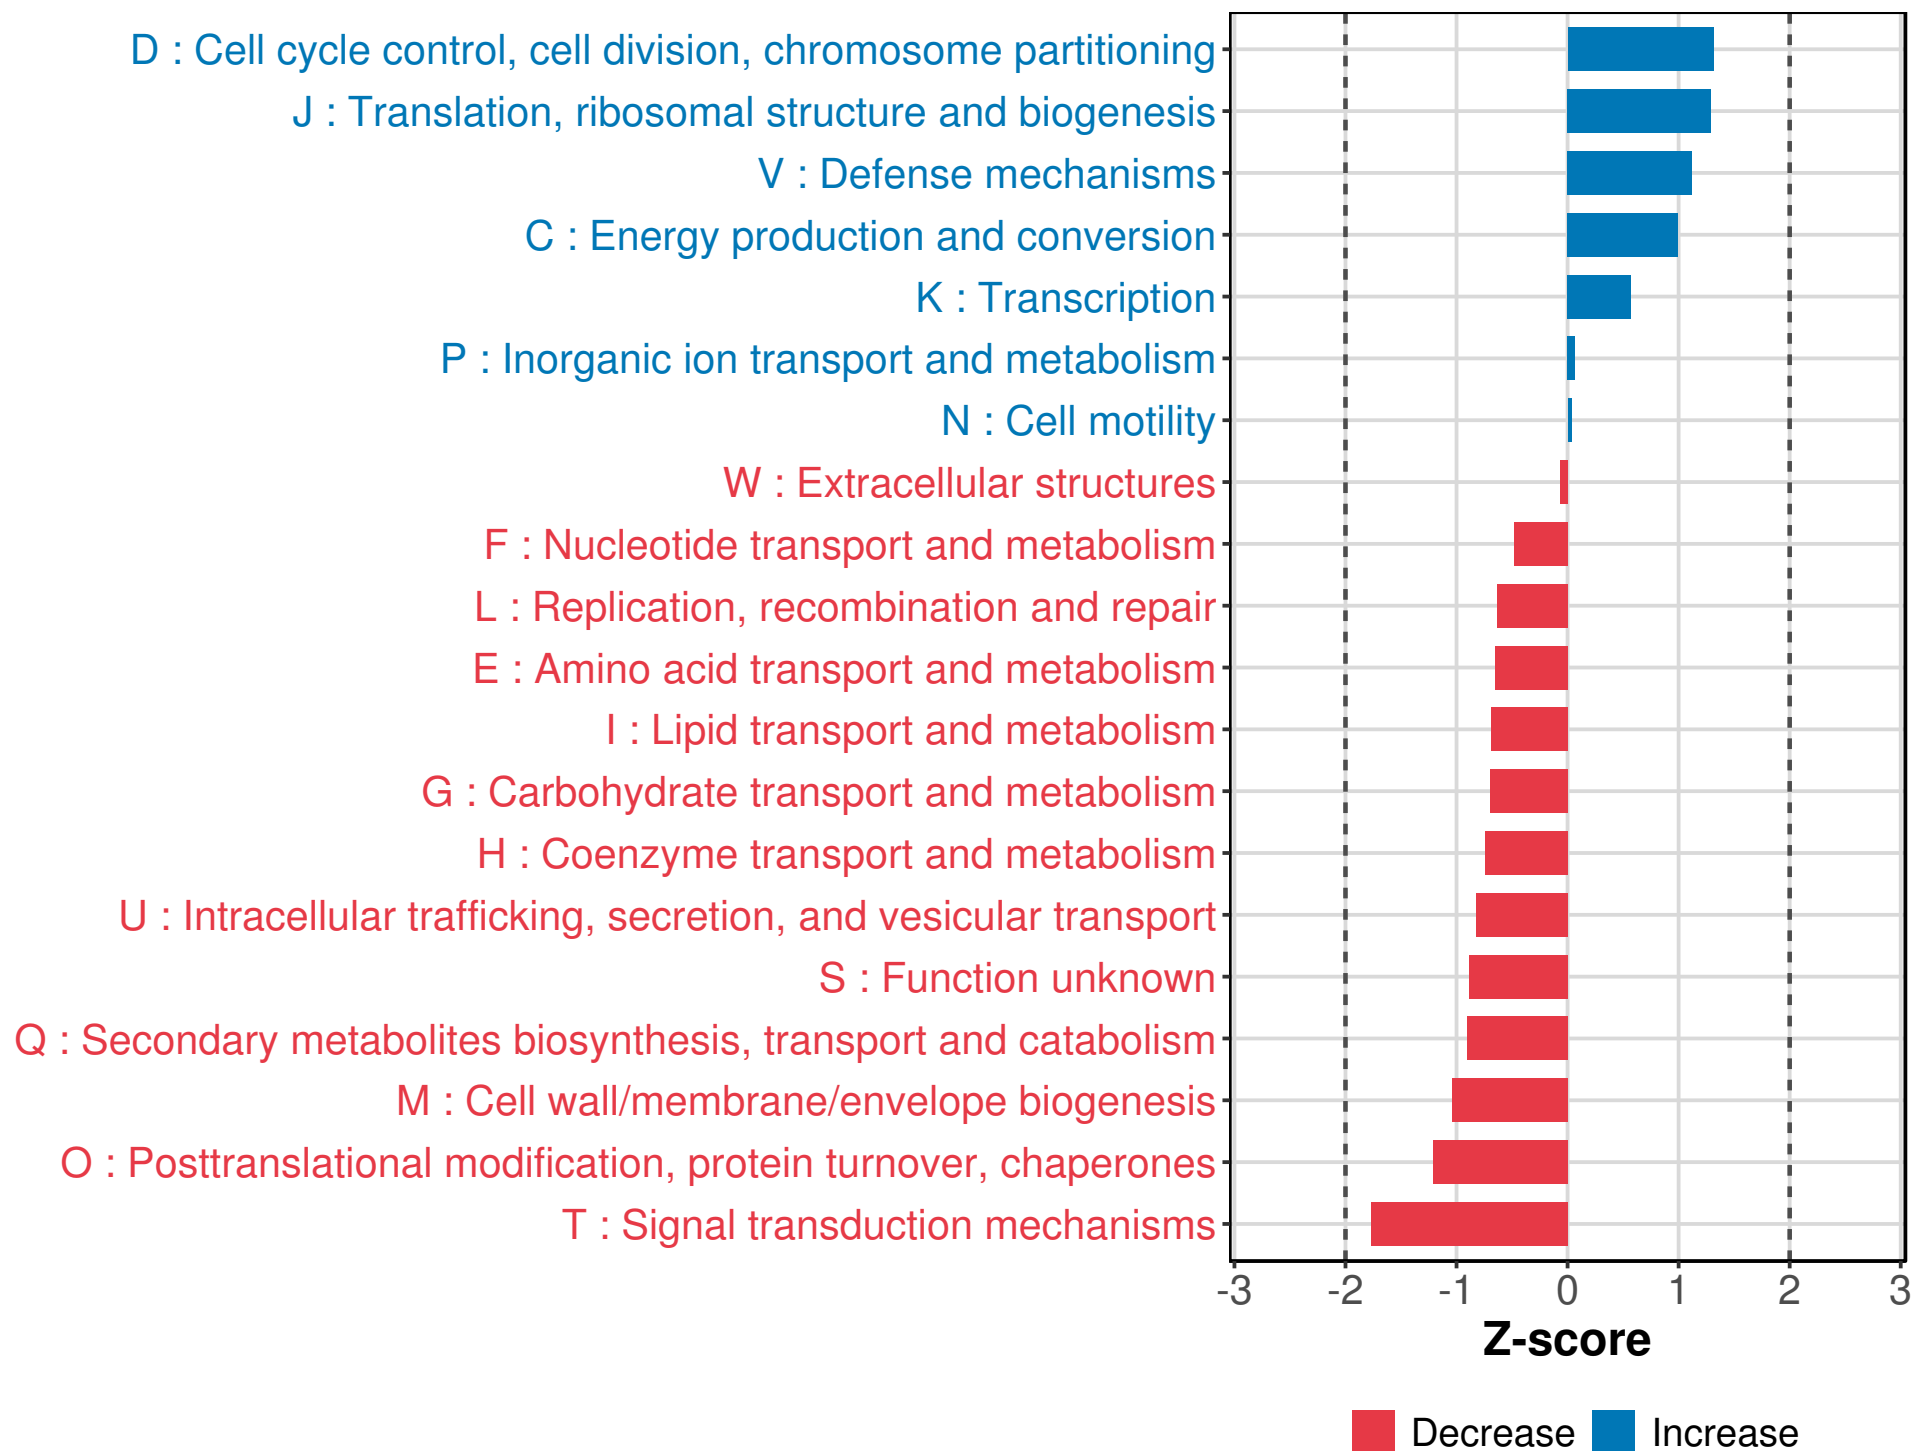 D : Cell cycle control, cell division, chromosome partitioning
J : Translation, ribosomal structure and biogenesis
V : Defense mechanisms
C : Energy production and conversion
K : Transcription
P : Inorganic ion transport and metabolism
N : Cell motility
W : Extracellular structures
F : Nucleotide transport and metabolism
L : Replication, recombination and repair
E : Amino acid transport and metabolism
I : Lipid transport and metabolism
G : Carbohydrate transport and metabolism
H : Coenzyme transport and metabolism
U : Intracellular trafficking, secretion, and vesicular transport
S : Function unknown
Q : Secondary metabolites biosynthesis, transport and catabolism
M : Cell wall/membrane/envelope biogenesis
O : Posttranslational modification, protein turnover, chaperones
T : Signal transduction mechanisms
-3 -2 -1 0 1 2 3
Z-score
Decrease Increase